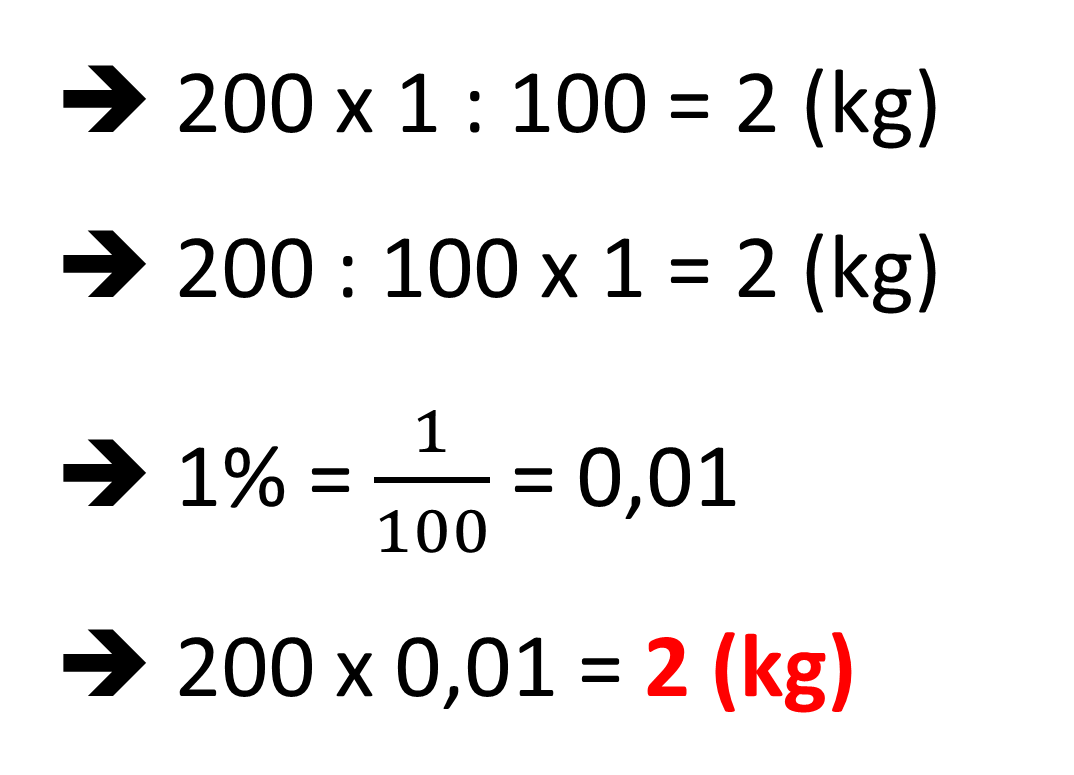 ➔ 200 x 1 : 100 = 2 (kg)
➔ 200 : 100 x 1 = 2 (kg)
➔ 1% = 1/100 = 0,01
➔ 200 x 0,01 = 2 (kg)